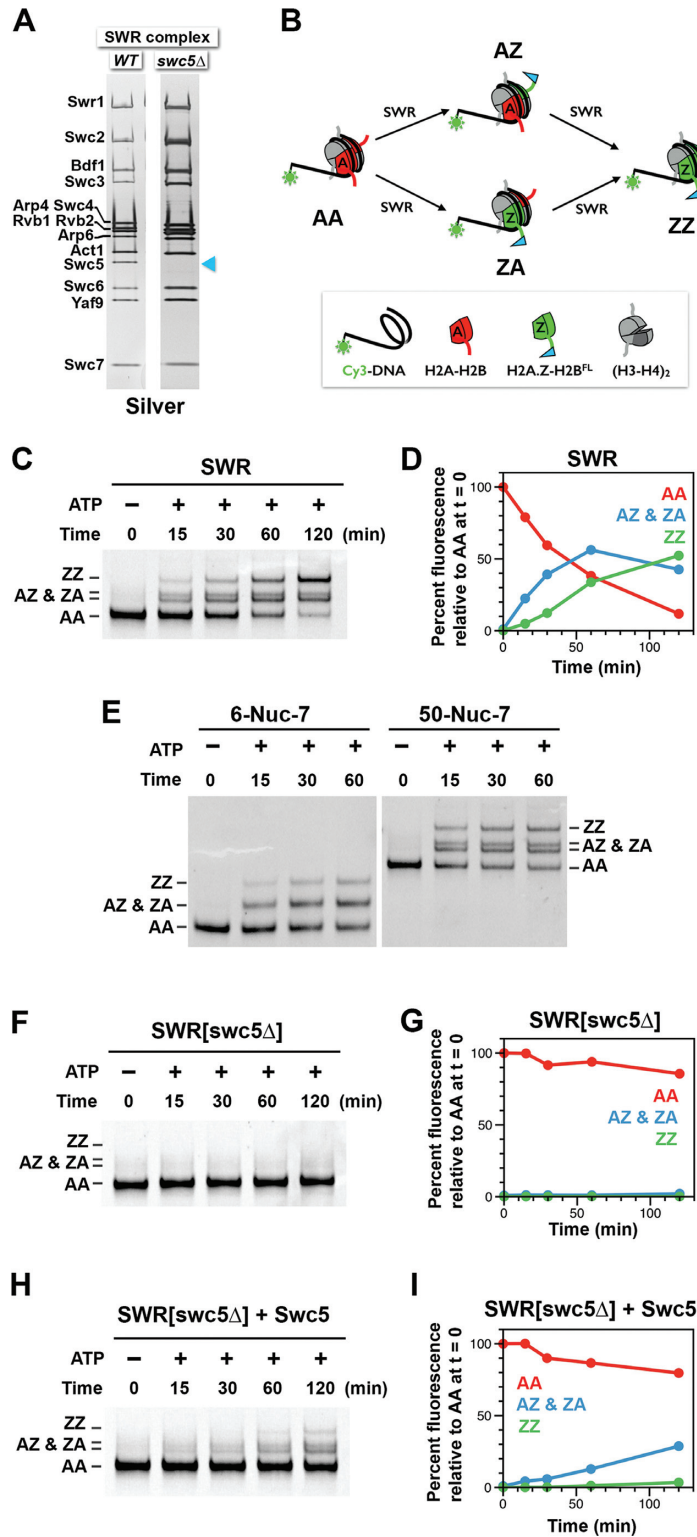 A
SWR complex
WT swc5Δ
Swr1
Swc2
Bdf1
Swc3
Arp4 Swc4
Rvb1 Rvb2
Arp6
Act1
Swc5
Swc6
Yaf9
Swc7
Silver
B
AZ
SWR SWR
A
A Z
AA ZZ
SWR SWR
Z
ZA
A Z
Cy3-DNA H2A-H2B H2A.Z-H2BFL (H3-H4)2
C
SWR
ATP – + + + +
Time 0 15 30 60 120 (min)
ZZ
AZ & ZA
AA
D
SWR
Percent fluorescence
relative to AA at t = 0
100
50
0
AA
AZ & ZA
ZZ
0 50 100
Time (min)
E
6-Nuc-7 50-Nuc-7
ATP – + + + – + + +
Time 0 15 30 60 0 15 30 60
ZZ
AZ & ZA
AA
ZZ
AZ & ZA
AA
F
SWR[swc5Δ]
ATP – + + + +
Time 0 15 30 60 120 (min)
ZZ
AZ & ZA
AA
G
SWR[swc5Δ]
Percent fluorescence
relative to AA at t = 0
100
50
0
AA
AZ & ZA
ZZ
0 50 100
Time (min)
H
SWR[swc5Δ] + Swc5
ATP – + + + +
Time 0 15 30 60 120 (min)
ZZ
AZ & ZA
AA
I
SWR[swc5Δ] + Swc5
Percent fluorescence
relative to AA at t = 0
100
50
0
AA
AZ & ZA
ZZ
0 50 100
Time (min)